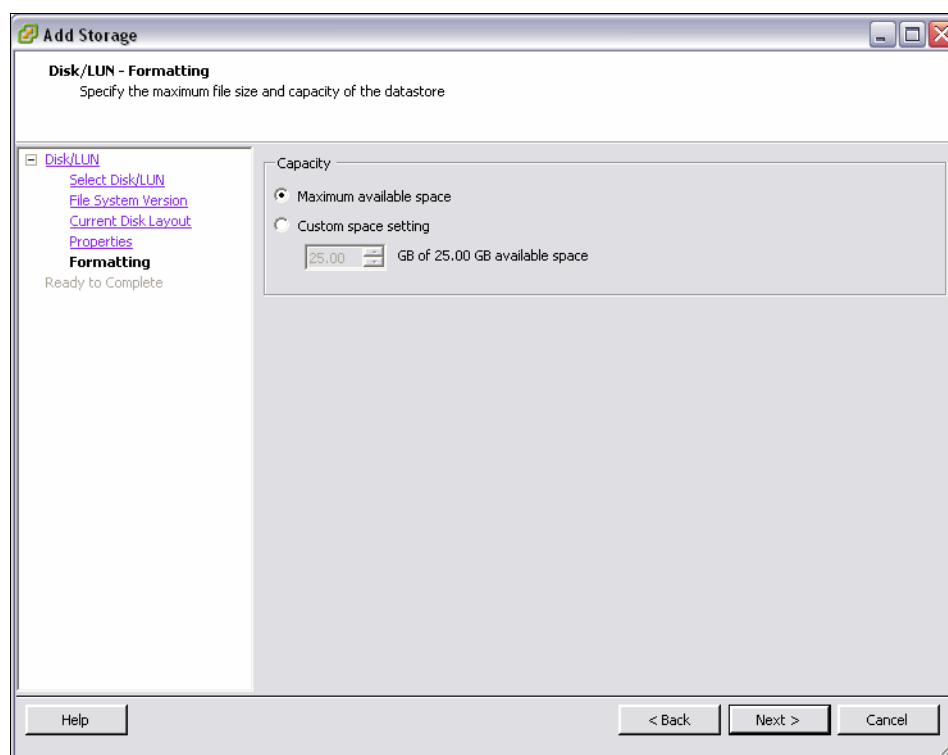 Add Storage
Disk/LUN - Formatting
Specify the maximum file size and capacity of the datastore
Disk/LUN
Select Disk/LUN
File System Version
Current Disk Layout
Properties
Formatting
Ready to Complete
Capacity
Maximum available space
Custom space setting
25.00 GB of 25.00 GB available space
Help
< Back
Next >
Cancel